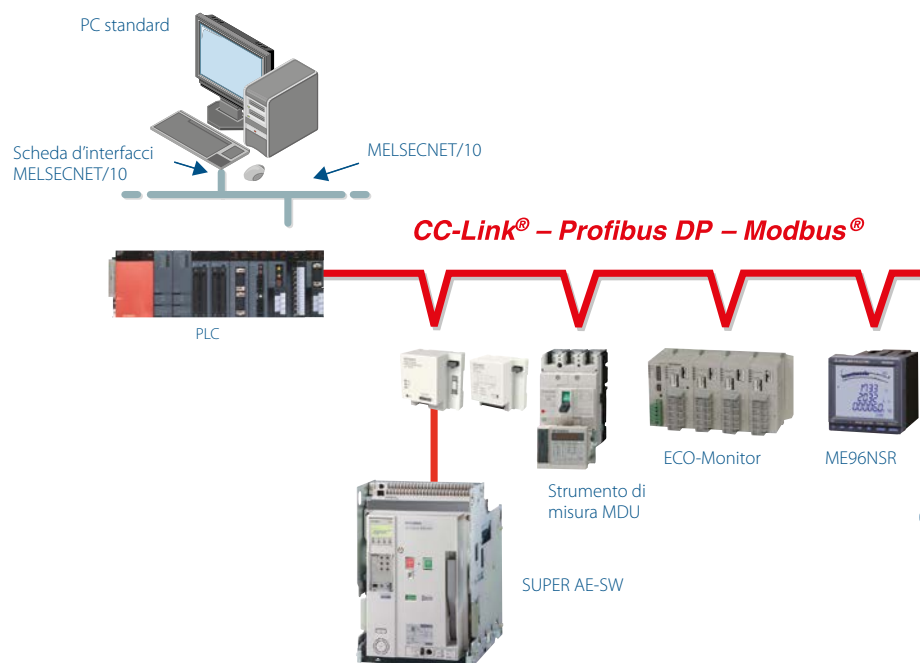 PC standard
Scheda d'interfacci
MELSECNET/10
MELSECNET/10
CC-Link® – Profibus DP – Modbus®
PLC
ECO-Monitor
ME96NSR
Strumento di
misura MDU
SUPER AE-SW